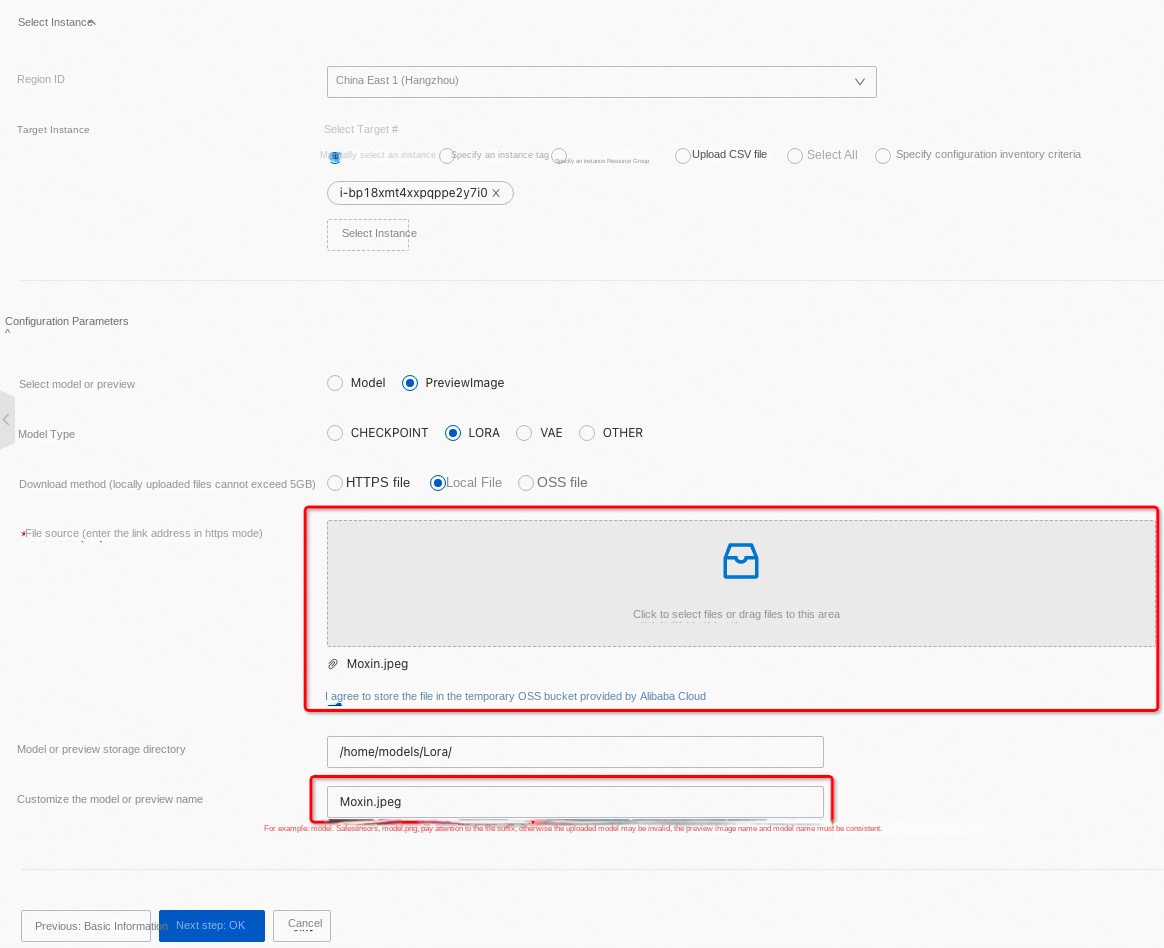 Select Instance
Region ID
China East 1 (Hangzhou)
Target Instance
Select Target #
Manually select an instance
Specify an instance tag
Specify an instance Resource Group
Upload CSV file
Select All
Specify configuration inventory criteria
i-bp18xmt4xxpqppe2y7i0
Select Instance
Configuration Parameters
Select model or preview
Model
PreviewImage
Model Type
CHECKPOINT
LORA
VAE
OTHER
Download method (locally uploaded files cannot exceed 5GB)
HTTPS file
Local File
OSS file
*File source (enter the link address in https mode)
Click to select files or drag files to this area
Moxin.jpeg
I agree to store the file in the temporary OSS bucket provided by Alibaba Cloud
Model or preview storage directory
/home/models/Lora/
Customize the model or preview name
Moxin.jpeg
For example: model. Safesensors, model.png, pay attention to the file suffix, otherwise the uploaded model may be invalid, the preview image name and model name must be consistent.
Previous: Basic Information
Next step: OK
Cancel